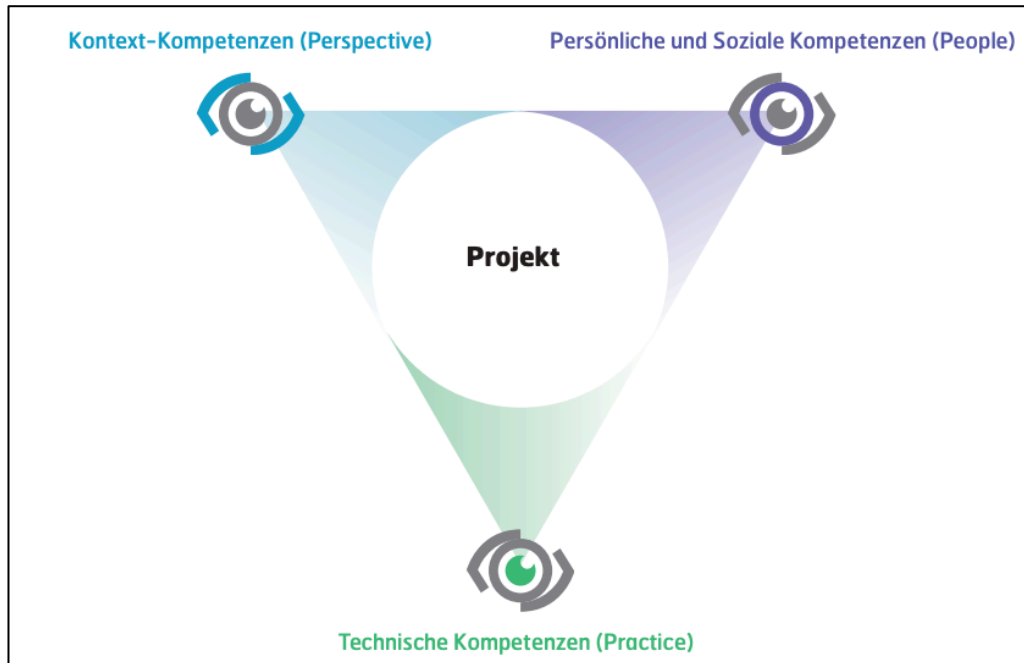 Kontext-Kompetenzen (Perspective)
Persönliche und Soziale Kompetenzen (People)
Projekt
Technische Kompetenzen (Practice)